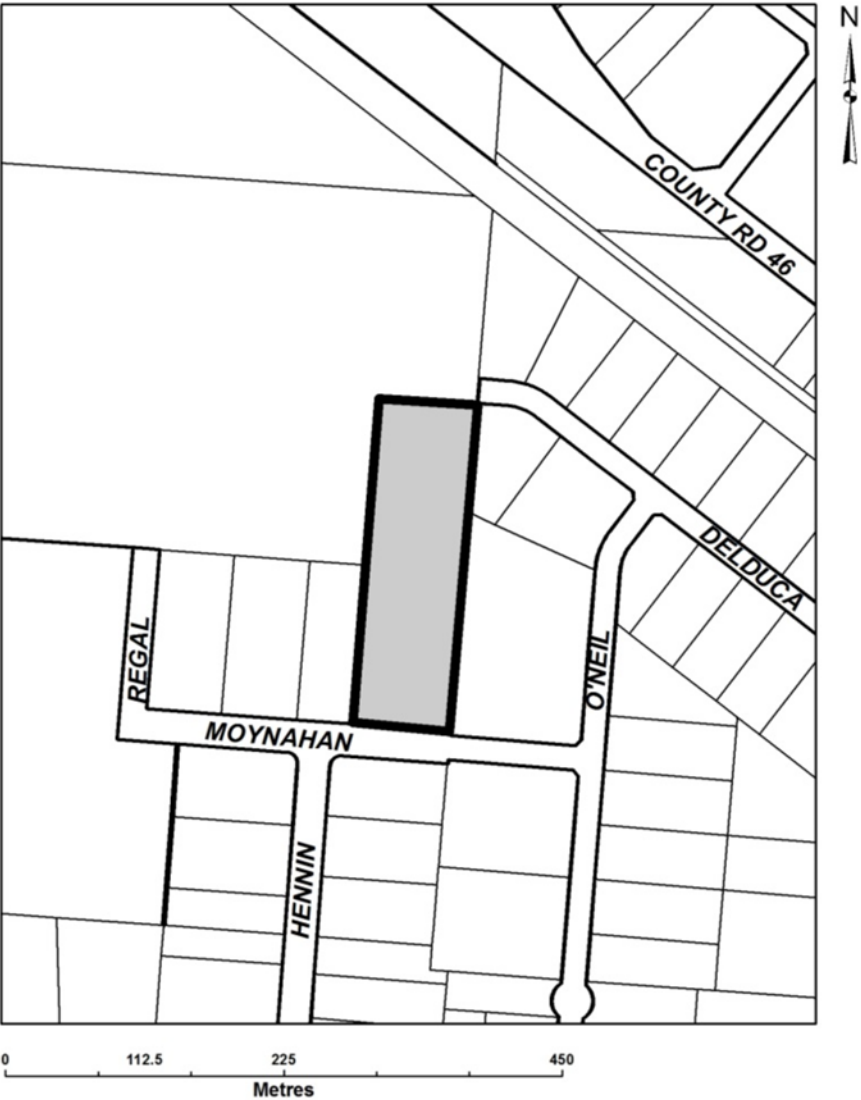 N
COUNTY RD 46
DELDUCA
O'NEIL
REGAL
MOYNAHAN
HENNIN
0 112.5 225 450
Metres